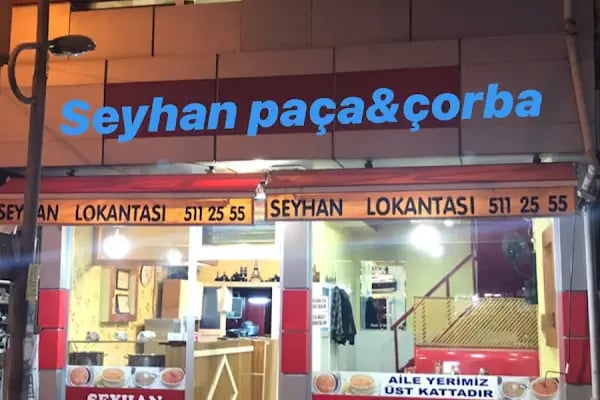 Seyhan paça&çorba
SEYHAN LOKANTASI 511 25 55
SEYHAN LOKANTASI 511 25 55
SEYHAN
AİLE YERİMİZ
ÜST KATTADIR